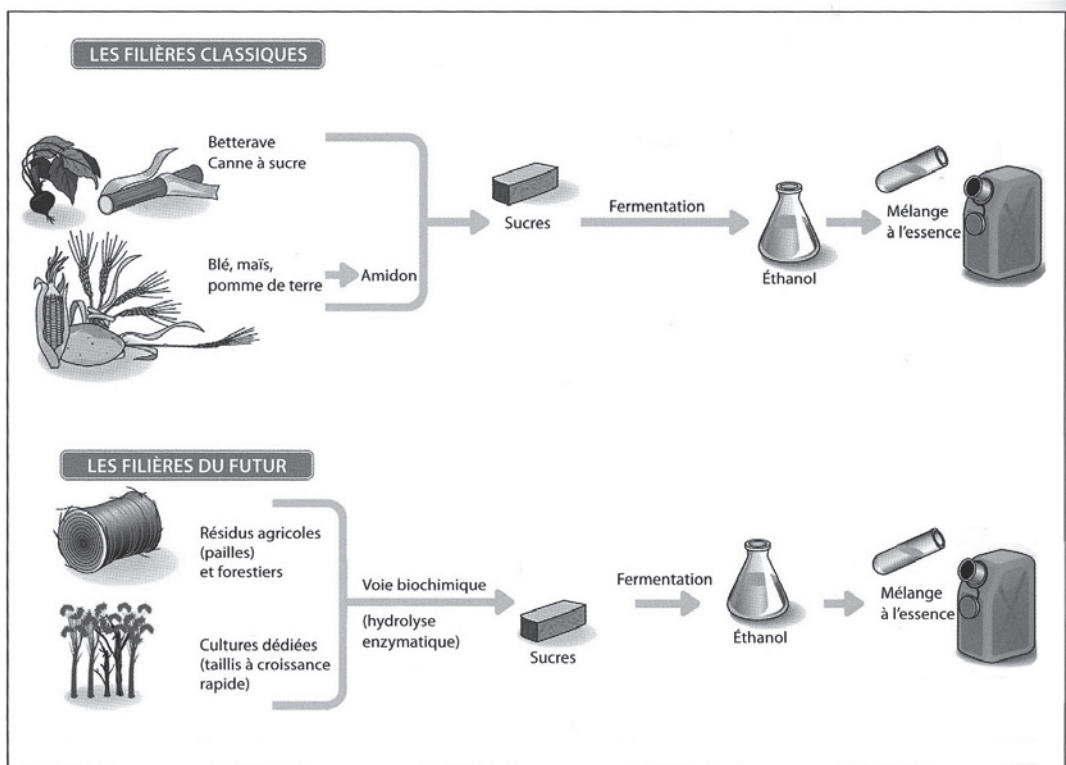 LES FILIÈRES CLASSIQUES
Betterave
Canne à sucre
Blé, maïs,
pomme de terre
Amidon
Sucres
Fermentation
Éthanol
Mélange
à l'essence
LES FILIÈRES DU FUTUR
Résidus agricoles
(pailles)
et forestiers
Cultures dédiées
(taillis à croissance
rapide)
Voie biochimique
(hydrolyse
enzymatique)
Sucres
Fermentation
Éthanol
Mélange
à l'essence